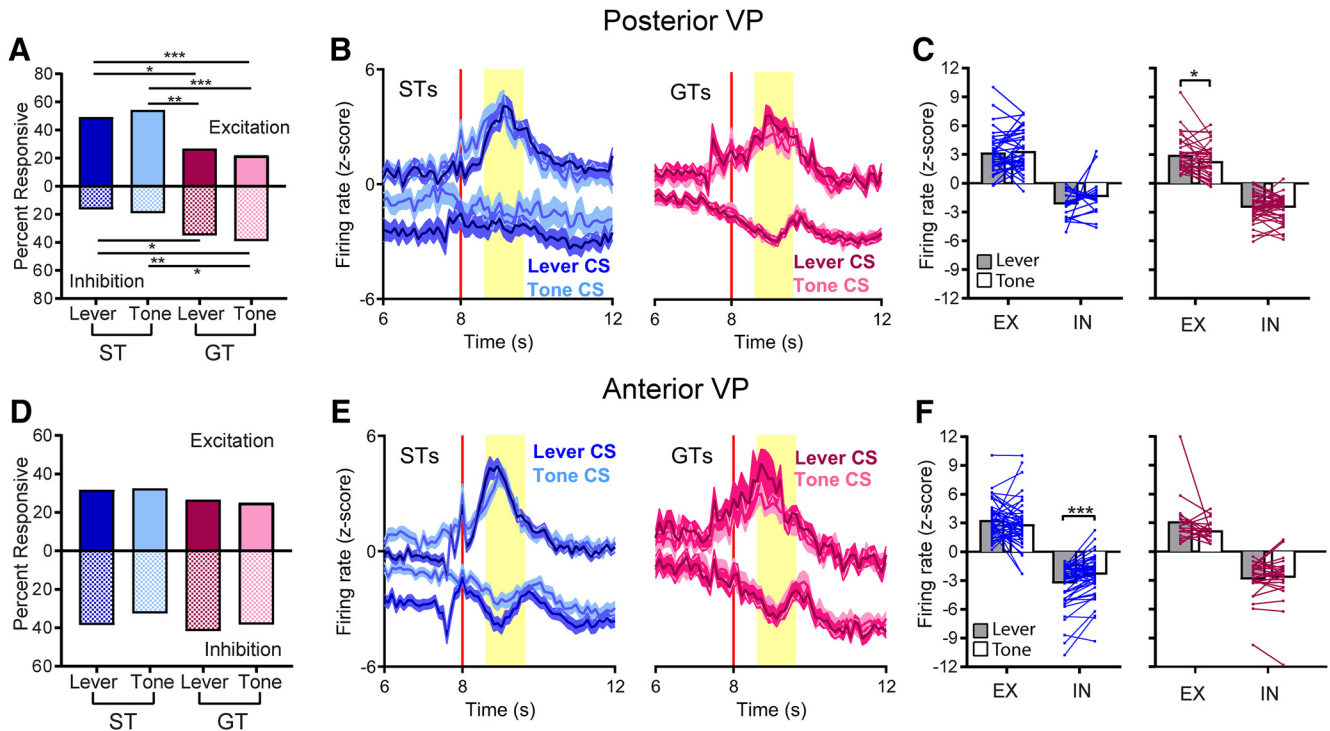 Posterior VP
A
80
60
40
20
0
20
40
60
80
Percent Responsive
***
*
***
**
Excitation
*
**
*
Inhibition
Lever Tone Lever Tone
ST GT
B
6
0
-6
Firing rate (z-score)
STs
Lever CS
Tone CS
6 8 12
Time (s)
GTs
Lever CS
Tone CS
6 8 12
Time (s)
C
12
9
6
3
0
-3
-6
-9
-12
Firing rate (z-score)
Lever
Tone
EX IN
*
EX IN
Anterior VP
D
60
40
20
0
20
40
60
Percent Responsive
Excitation
Inhibition
Lever Tone Lever Tone
ST GT
E
6
0
-6
Firing rate (z-score)
STs
Lever CS
Tone CS
6 8 12
Time (s)
GTs
Lever CS
Tone CS
6 8 12
Time (s)
F
12
9
6
3
0
-3
-6
-9
-12
Firing rate (z-score)
***
Lever
Tone
EX IN
EX IN